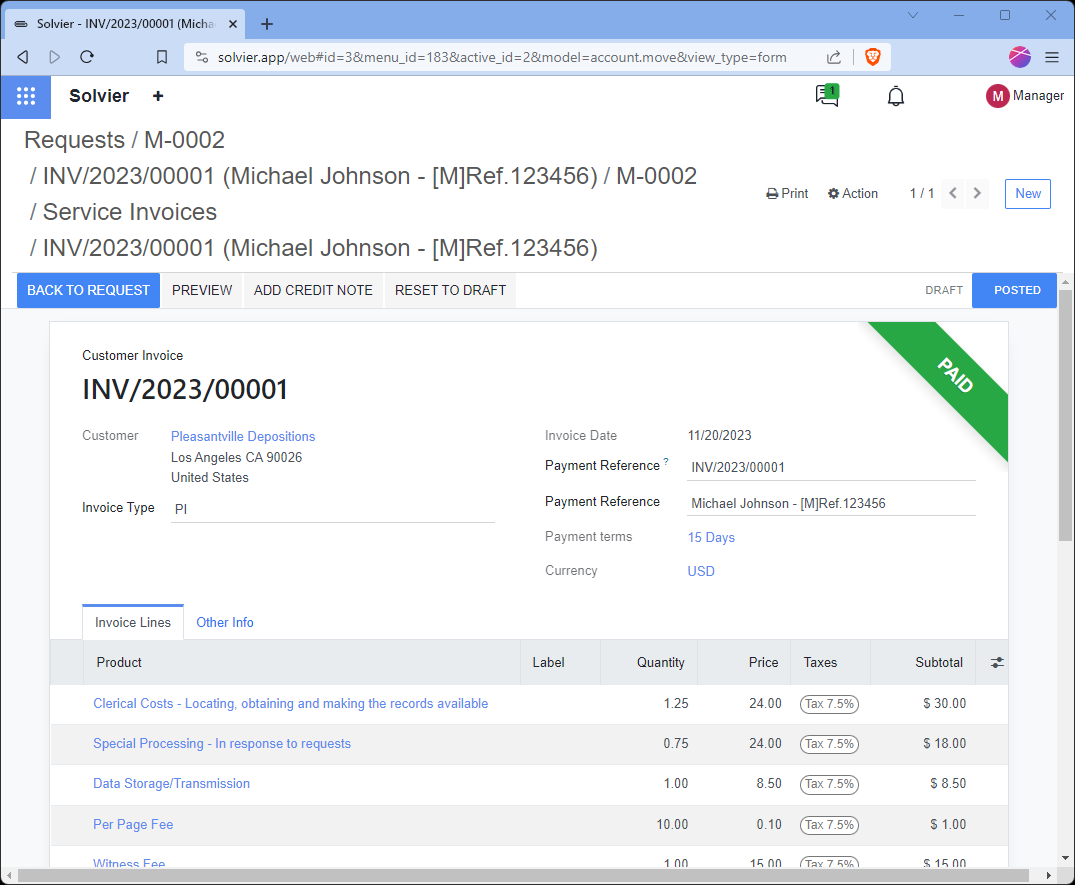 Solvier - INV/2023/00001 (Micha
solvier.app/web#id=3&menu_id=183&active_id=2&model=account.move&view_type=form
Solvier +
1
M Manager
Requests / M-0002
/ INV/2023/00001 (Michael Johnson - [M]Ref.123456) / M-0002
/ Service Invoices
/ INV/2023/00001 (Michael Johnson - [M]Ref.123456)
Print Action 1 / 1 New
BACK TO REQUEST PREVIEW ADD CREDIT NOTE RESET TO DRAFT DRAFT POSTED
PAID
Customer Invoice
INV/2023/00001
Customer Pleasantville Depositions
Los Angeles CA 90026
United States
Invoice Type PI
Invoice Date 11/20/2023
Payment Reference ? INV/2023/00001
Payment Reference Michael Johnson - [M]Ref.123456
Payment terms 15 Days
Currency USD
Invoice Lines Other Info
Product Label Quantity Price Taxes Subtotal
Clerical Costs - Locating, obtaining and making the records available 1.25 24.00 Tax 7.5% $ 30.00
Special Processing - In response to requests 0.75 24.00 Tax 7.5% $ 18.00
Data Storage/Transmission 1.00 8.50 Tax 7.5% $ 8.50
Per Page Fee 10.00 0.10 Tax 7.5% $ 1.00
Witness Fee 1.00 15.00 Tax 7.5% $ 15.00